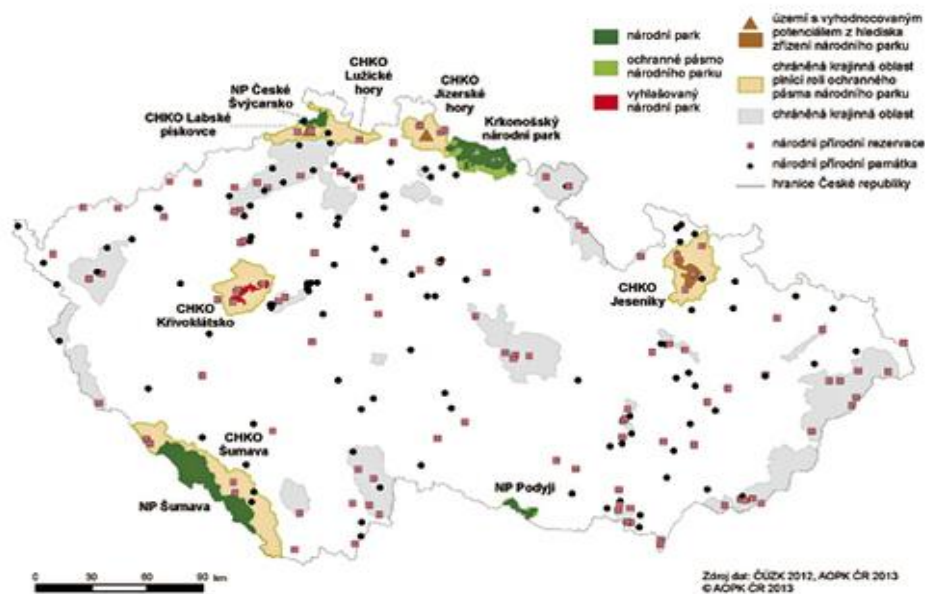 národní park
ochranné pásmo
národního parku
vyhlašovaný
národní park
území s vyhodnocovaným
potenciálem z hlediska
zřízení národního parku
chráněná krajinná oblast
plnící roli ochranného
pásma národního parku
chráněná krajinná oblast
národní přírodní rezervace
národní přírodní památka
hranice České republiky
CHKO
Lužické
hory
NP České
Švýcarsko
CHKO Labské
pískovce
CHKO
Jizerské
hory
Krkonošský
národní park
CHKO
Křivoklátsko
CHKO
Jeseníky
CHKO
Šumava
NP Šumava
NP Podyjí
0 30 60 90 km
Zdroj dat: ČÚZK 2012, AOPK ČR 2013
© AOPK ČR 2013